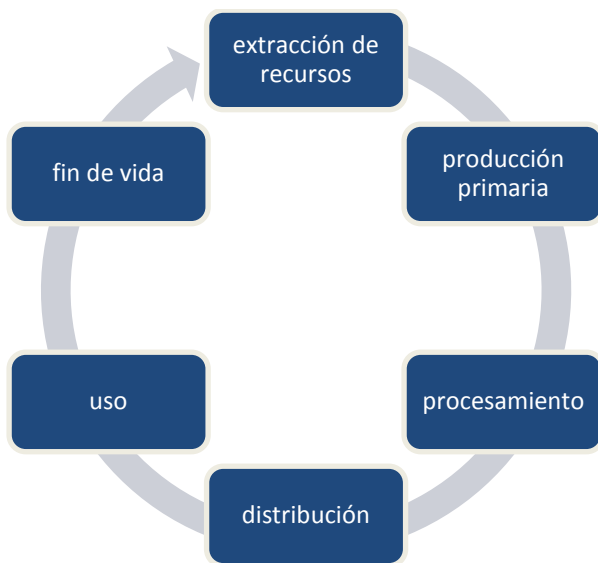 extracción de
recursos
producción
primaria
procesamiento
distribución
uso
fin de vida